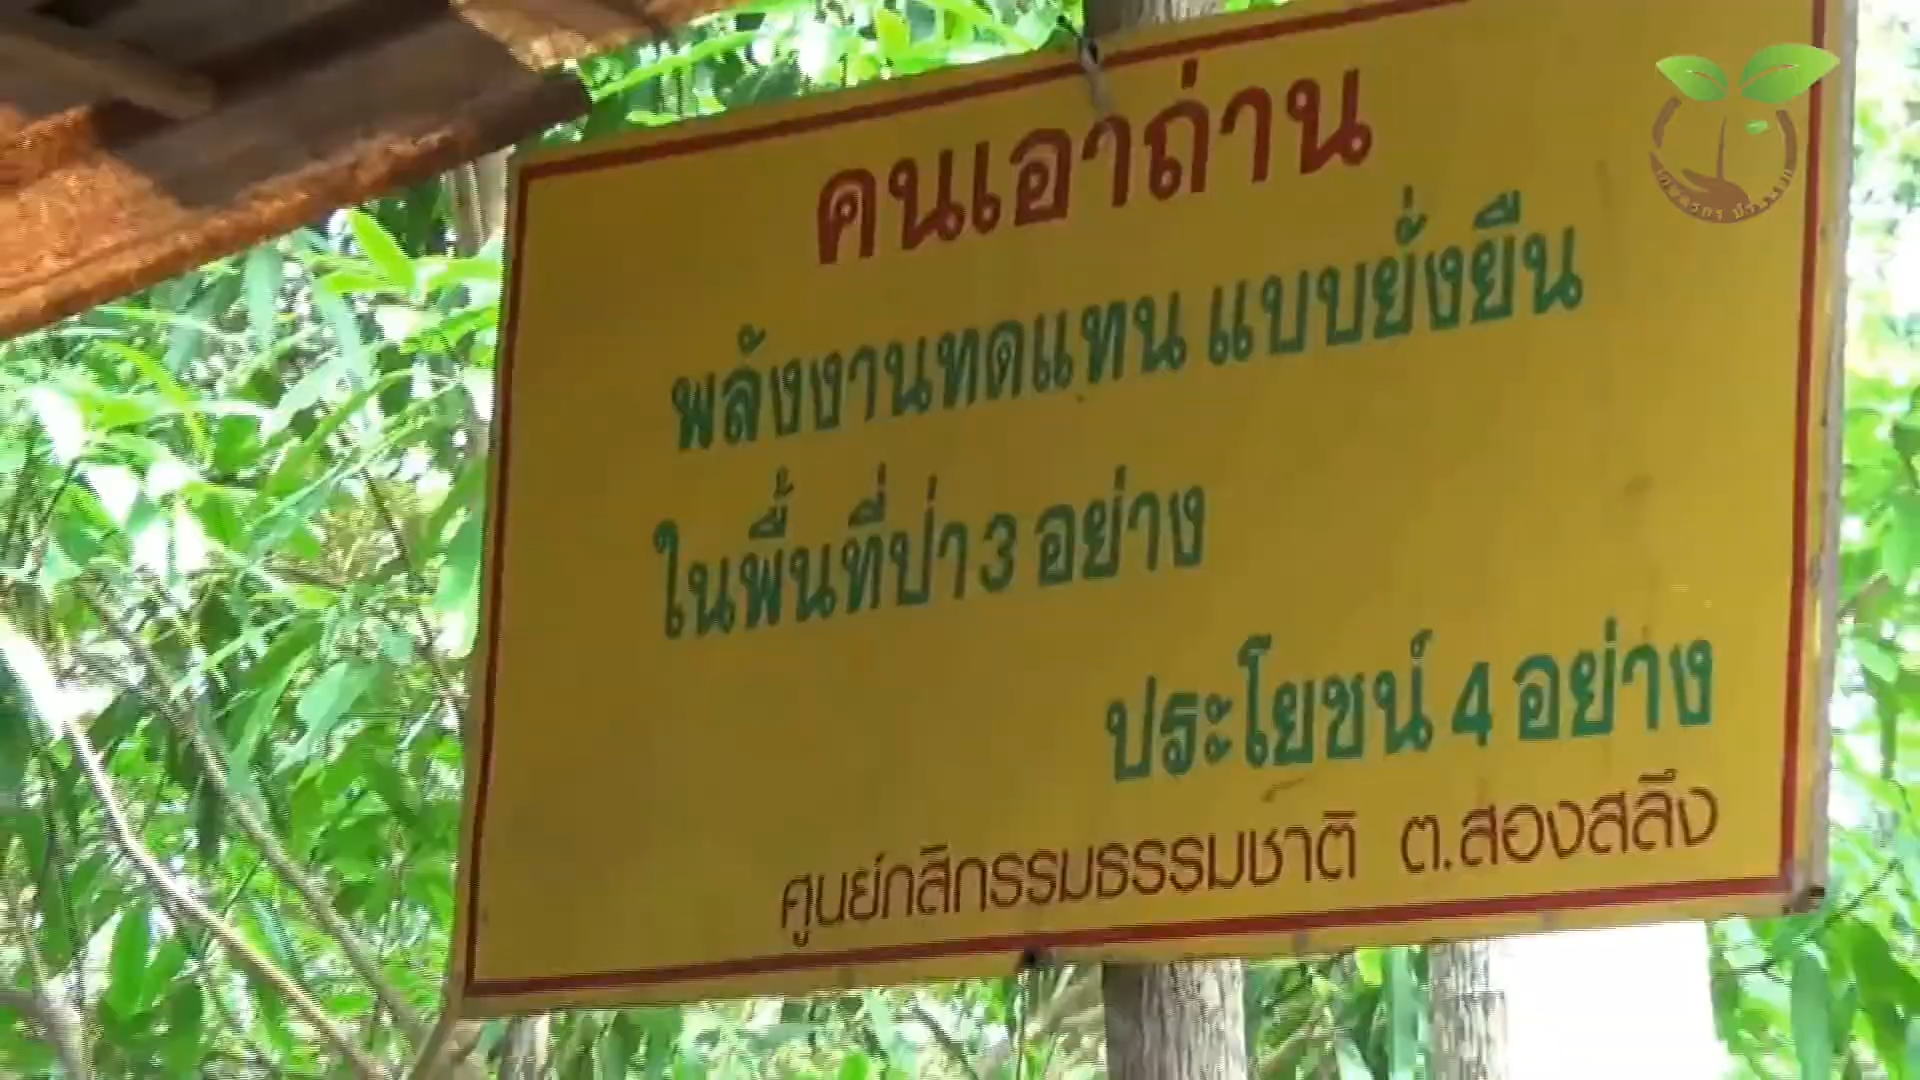 คนเอาถ่าน
พลังงานทดแทน แบบยั่งยืน
ในพื้นที่ป่า 3 อย่าง
ประโยชน์ 4 อย่าง
ศูนย์กสิกรรมธรรมชาติ ต.สองสลึง